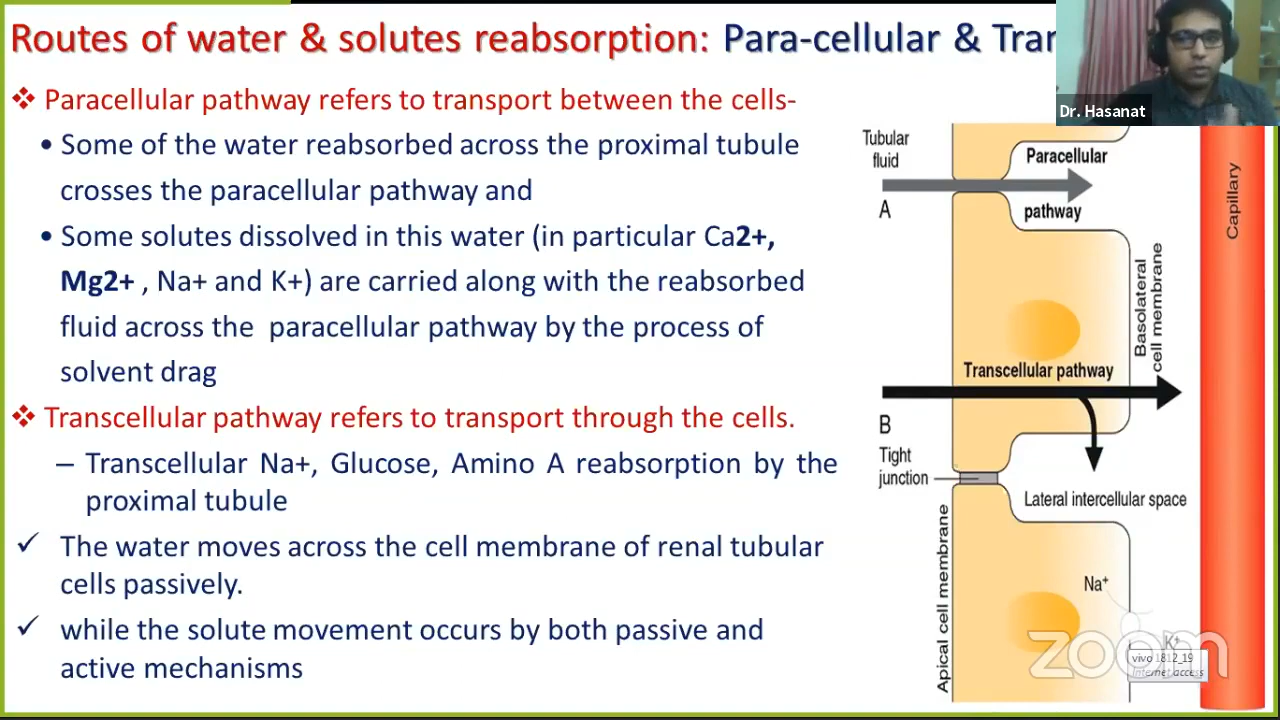 Routes of water & solutes reabsorption: Para-cellular & Tran
Dr. Hasanat
❖ Paracellular pathway refers to transport between the cells-
• Some of the water reabsorbed across the proximal tubule
crosses the paracellular pathway and
• Some solutes dissolved in this water (in particular Ca2+,
Mg2+ , Na+ and K+) are carried along with the reabsorbed
fluid across the paracellular pathway by the process of
solvent drag
❖ Transcellular pathway refers to transport through the cells.
– Transcellular Na+, Glucose, Amino A reabsorption by the
proximal tubule
✓ The water moves across the cell membrane of renal tubular
cells passively.
✓ while the solute movement occurs by both passive and
active mechanisms
Tubular
fluid
Paracellular
A
pathway
Capillary
Basolateral
cell membrane
Transcellular pathway
B
Tight
junction
Lateral intercellular space
Apical cell membrane
Na+
K+
zoom
vivo 1812_19
Internet access